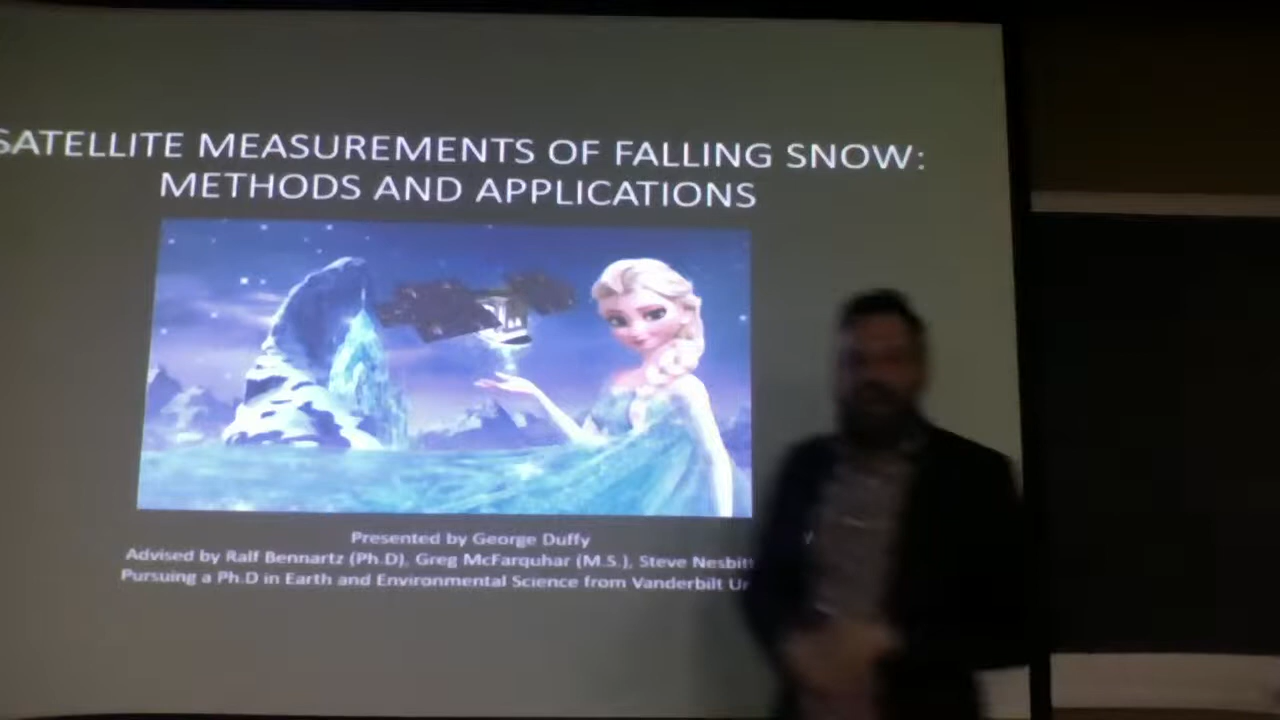 SATELLITE MEASUREMENTS OF FALLING SNOW:
METHODS AND APPLICATIONS
Presented by George Duffy
Advised by Ralf Bennartz (Ph.D), Greg McFarquhar (M.S.), Steve Nesbitt
Pursuing a Ph.D in Earth and Environmental Science from Vanderbilt